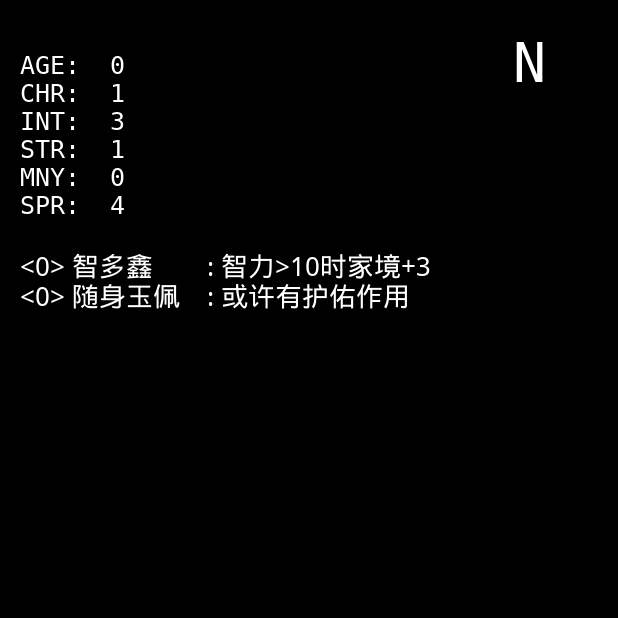 N
AGE: 0
CHR: 1
INT: 3
STR: 1
MNY: 0
SPR: 4
<0> 智多鑫 : 智力>10时家境+3
<0> 随身玉佩 : 或许有护佑作用